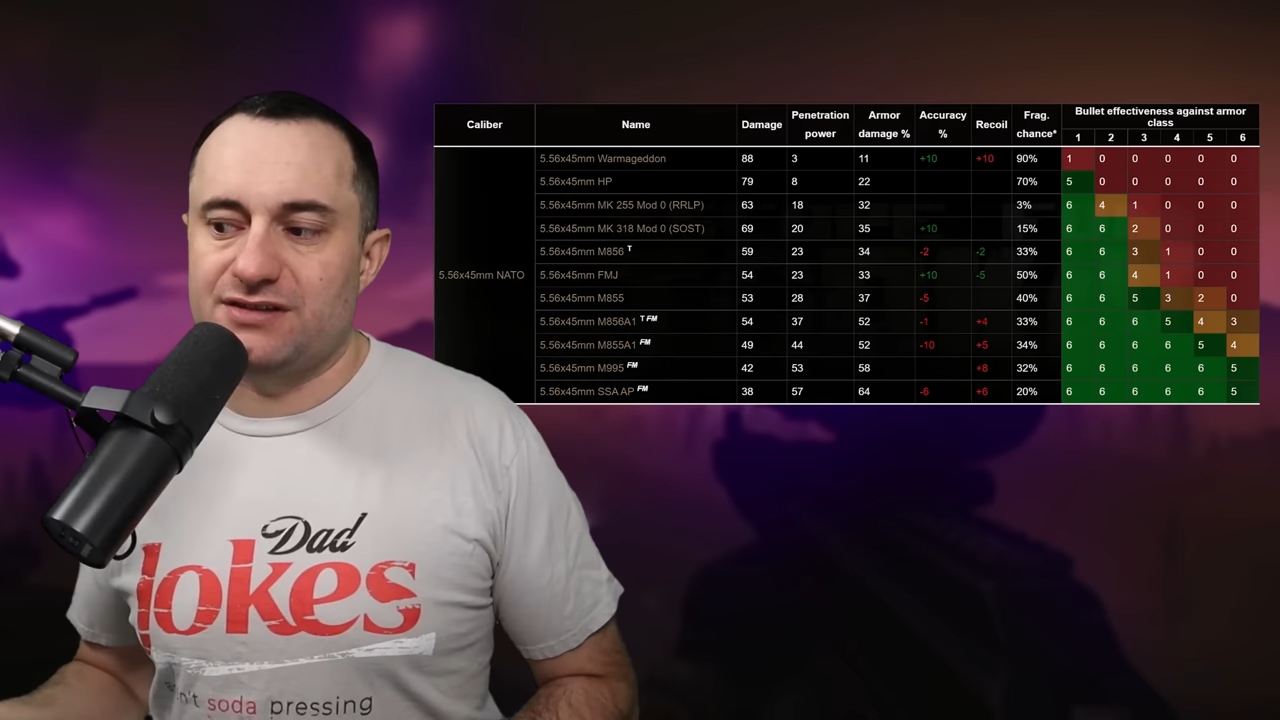 Caliber Name Damage Penetration power Armor damage % Accuracy % Recoil Frag. chance* Bullet effectiveness against armor class
1 2 3 4 5 6
5.56x45mm NATO
5.56x45mm Warmageddon 88 3 11 +10 +10 90% 1 0 0 0 0 0
5.56x45mm HP 79 8 22 70% 5 0 0 0 0 0
5.56x45mm MK 255 Mod 0 (RRLP) 63 18 32 3% 6 4 1 0 0 0
5.56x45mm MK 318 Mod 0 (SOST) 69 20 35 +10 15% 6 6 2 0 0 0
5.56x45mm M856 T 59 23 34 -2 -2 33% 6 6 3 1 0 0
5.56x45mm FMJ 54 23 33 +10 -5 50% 6 6 4 1 0 0
5.56x45mm M855 53 28 37 -5 40% 6 6 5 3 2 0
5.56x45mm M856A1 T FM 54 37 52 -1 +4 33% 6 6 6 5 4 3
5.56x45mm M855A1 FM 49 44 52 -10 +5 34% 6 6 6 6 5 4
5.56x45mm M995 FM 42 53 58 +8 32% 6 6 6 6 6 5
5.56x45mm SSA AP FM 38 57 64 -6 +6 20% 6 6 6 6 6 5
Dad
Jokes
soda pressing